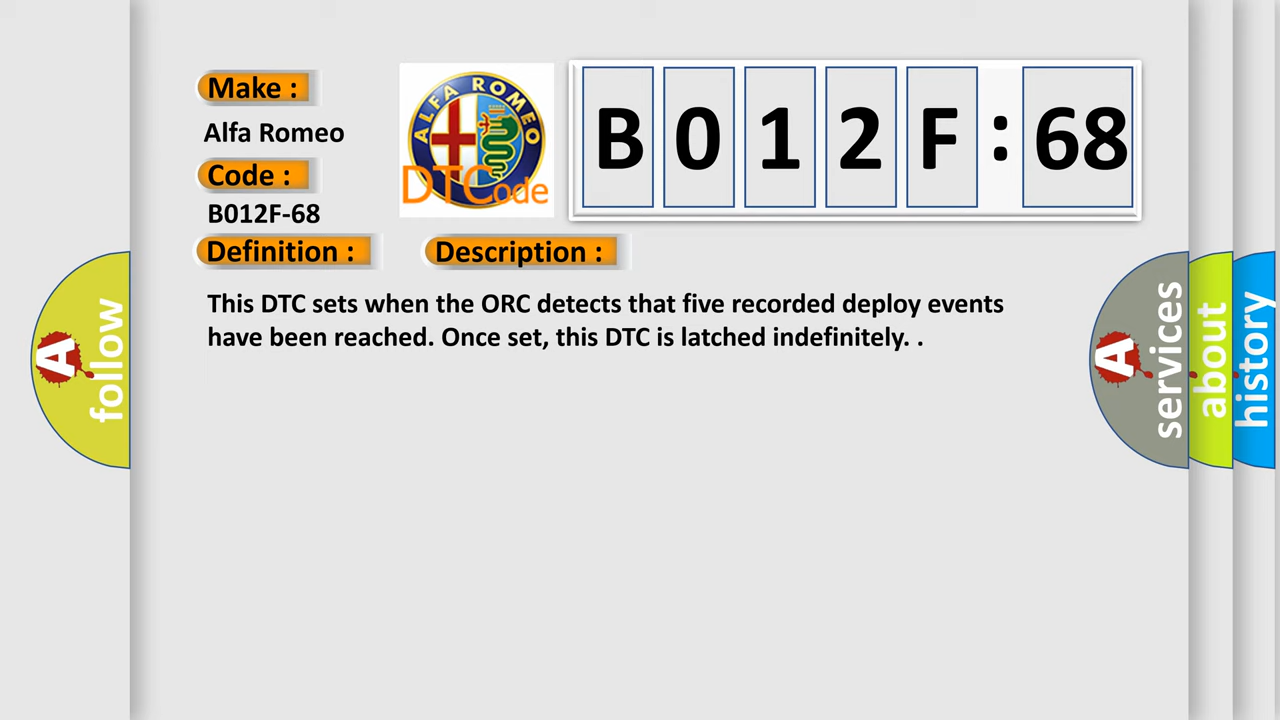 Make :
Alfa Romeo
Code :
B012F-68
Definition :
Description :
ALFA ROMEO
DTCode
B 0 1 2 F : 68
This DTC sets when the ORC detects that five recorded deploy events
have been reached. Once set, this DTC is latched indefinitely. .
A follow
A services
about
history